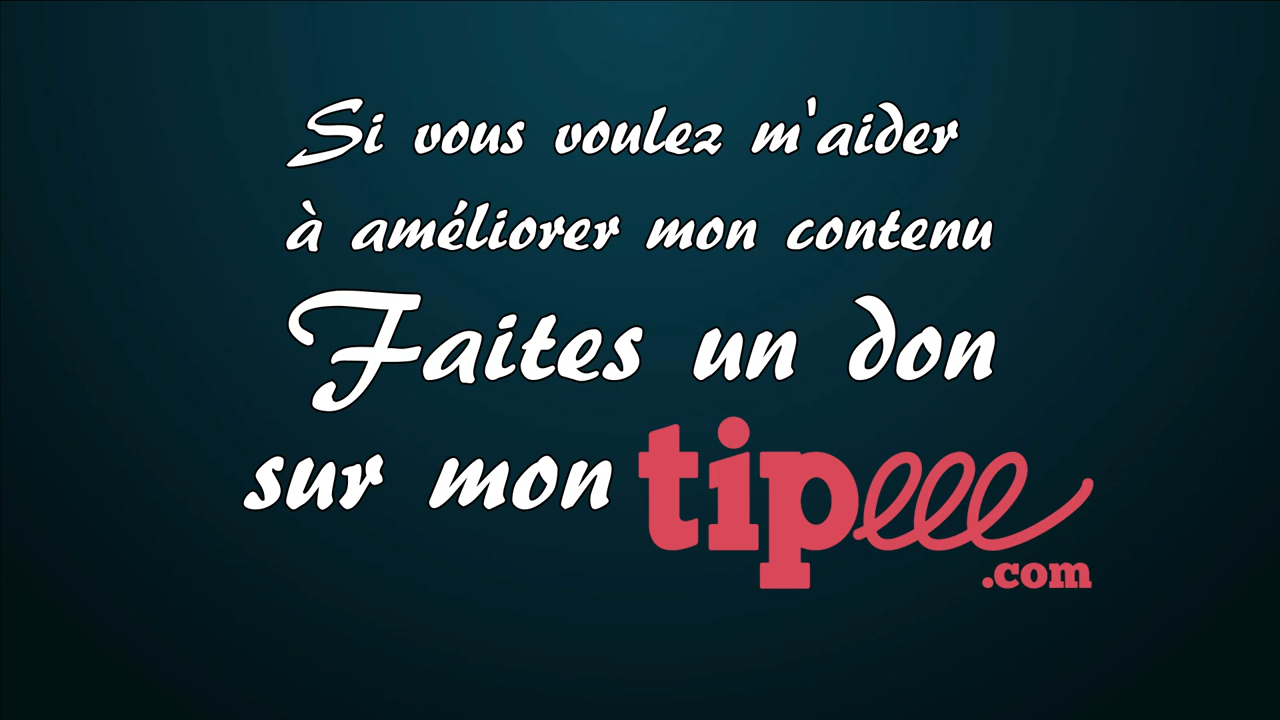 Si vous voulez m'aider
à améliorer mon contenu
Faites un don
sur mon tipeee
.com